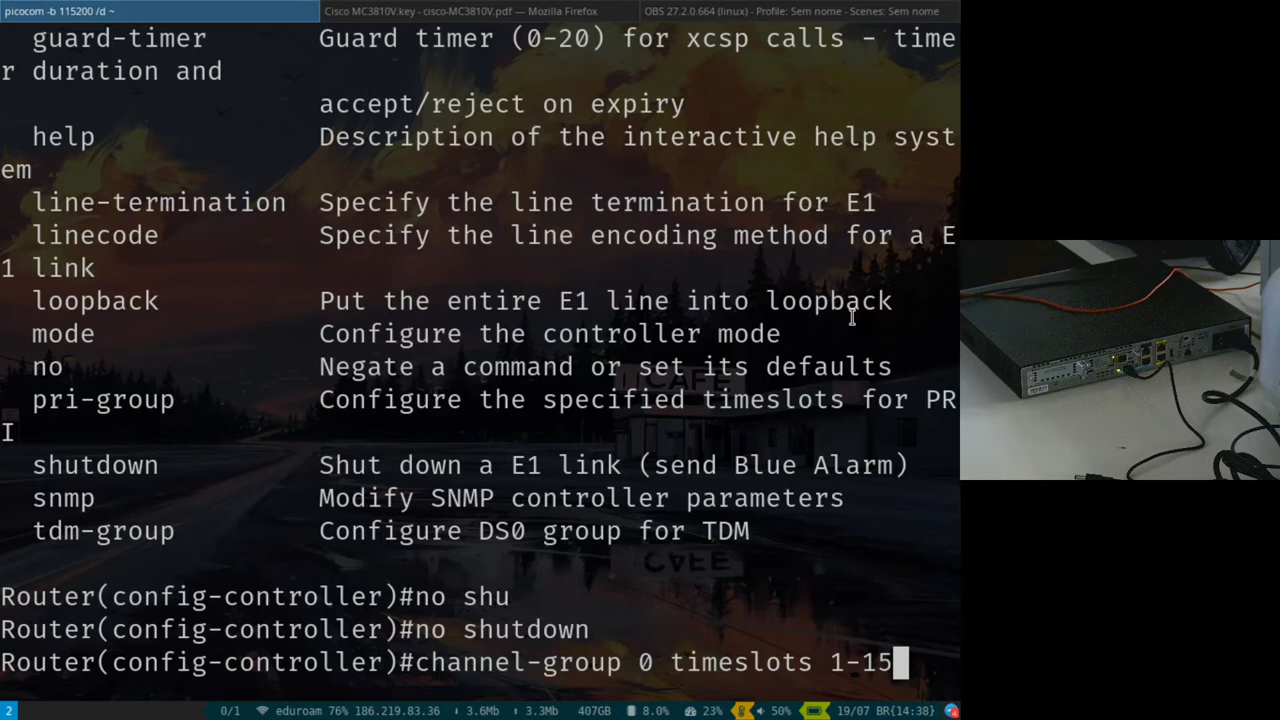 picocom -b 115200 /d ~
Cisco MC3810V.key - cisco-MC3810V.pdf — Mozilla Firefox
OBS 27.2.0.664 (linux) - Profile: Sem nome - Scenes: Sem nome
guard-timer Guard timer (0-20) for xcsp calls - time
r duration and
accept/reject on expiry
help Description of the interactive help syst
em
line-termination Specify the line termination for E1
linecode Specify the line encoding method for a E
1 link
loopback Put the entire E1 line into loopback
mode Configure the controller mode
no Negate a command or set its defaults
pri-group Configure the specified timeslots for PR
I
shutdown Shut down a E1 link (send Blue Alarm)
snmp Modify SNMP controller parameters
tdm-group Configure DS0 group for TDM
CAFE
Router(config-controller)#no shu
Router(config-controller)#no shutdown
Router(config-controller)#channel-group 0 timeslots 1-15
2 0/1 eduroam 76% 186.219.83.36 3.6Mb 3.3Mb 407GB 8.0% 23% 50% 19/07 BR{14:38}